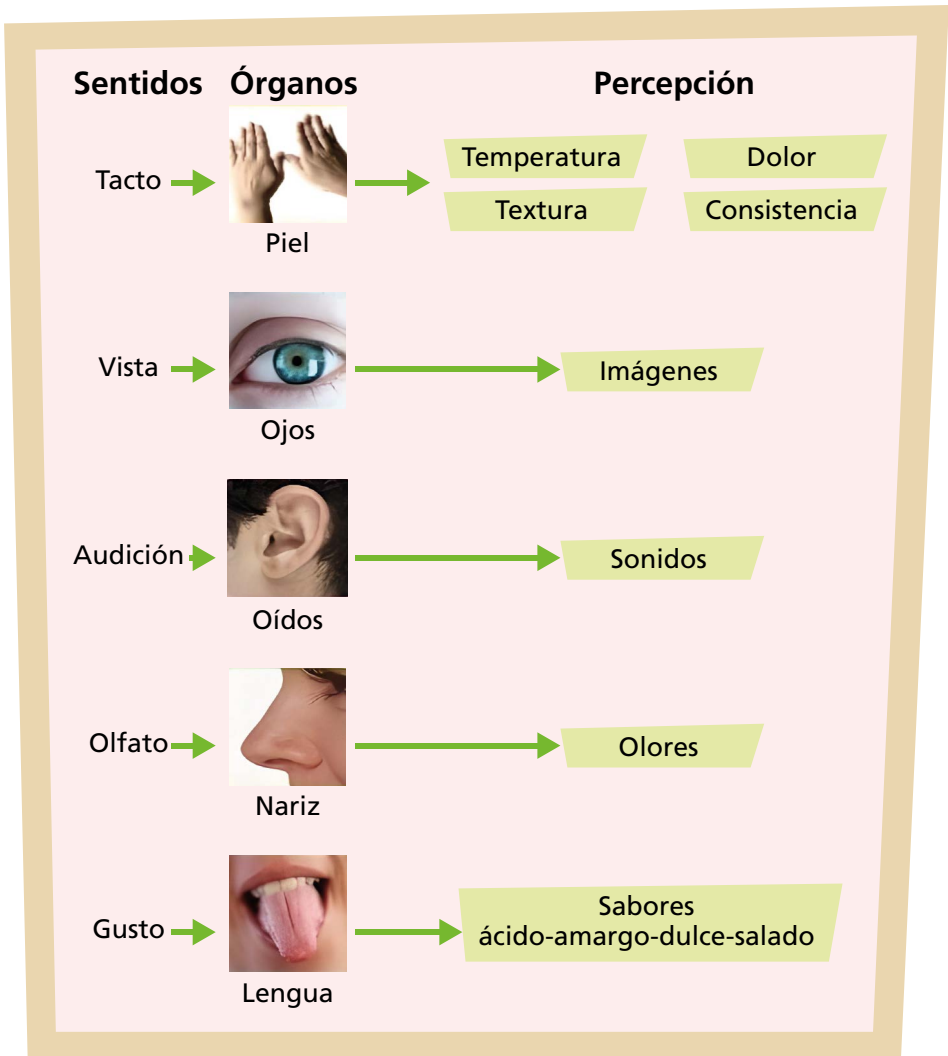 Sentidos Órganos Percepción
Tacto
Piel
Temperatura Dolor
Textura Consistencia
Vista
Ojos
Imágenes
Audición
Oídos
Sonidos
Olfato
Nariz
Olores
Gusto
Lengua
Sabores
ácido-amargo-dulce-salado